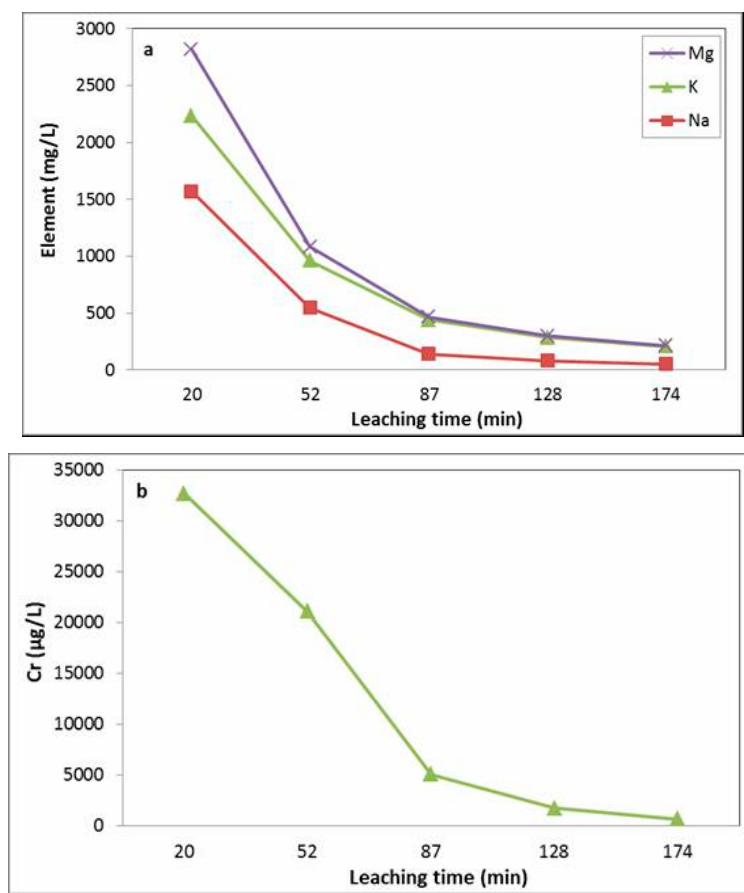 a
3000
2500
2000
1500
1000
500
0
Element (mg/L)
Mg
K
Na
20 52 87 128 174
Leaching time (min)
b
35000
30000
25000
20000
15000
10000
5000
0
Cr (µg/L)
20 52 87 128 174
Leaching time (min)